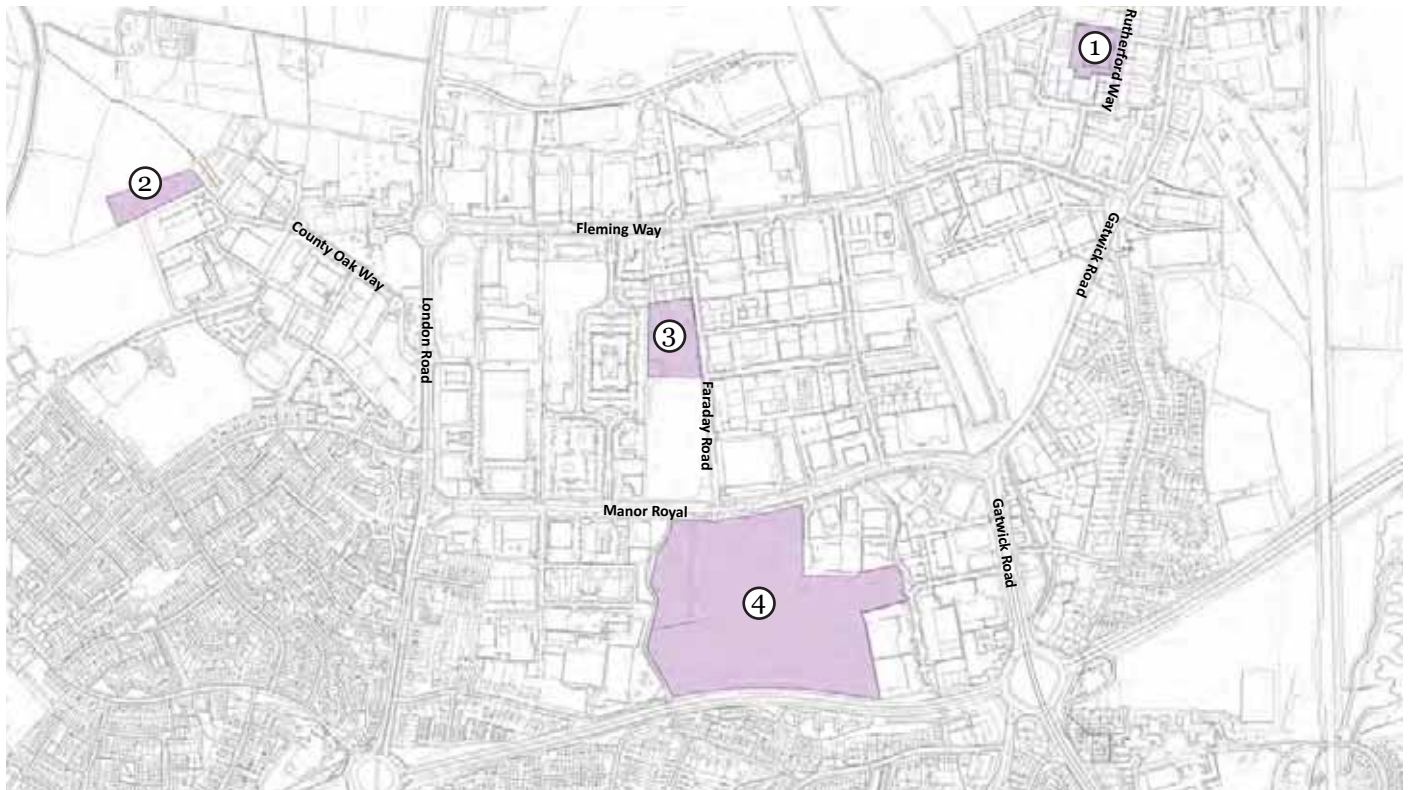 1
Rutherford Way
2
County Oak Way
Fleming Way
Gatwick Road
London Road
3
Faraday Road
Manor Royal
Gatwick Road
4